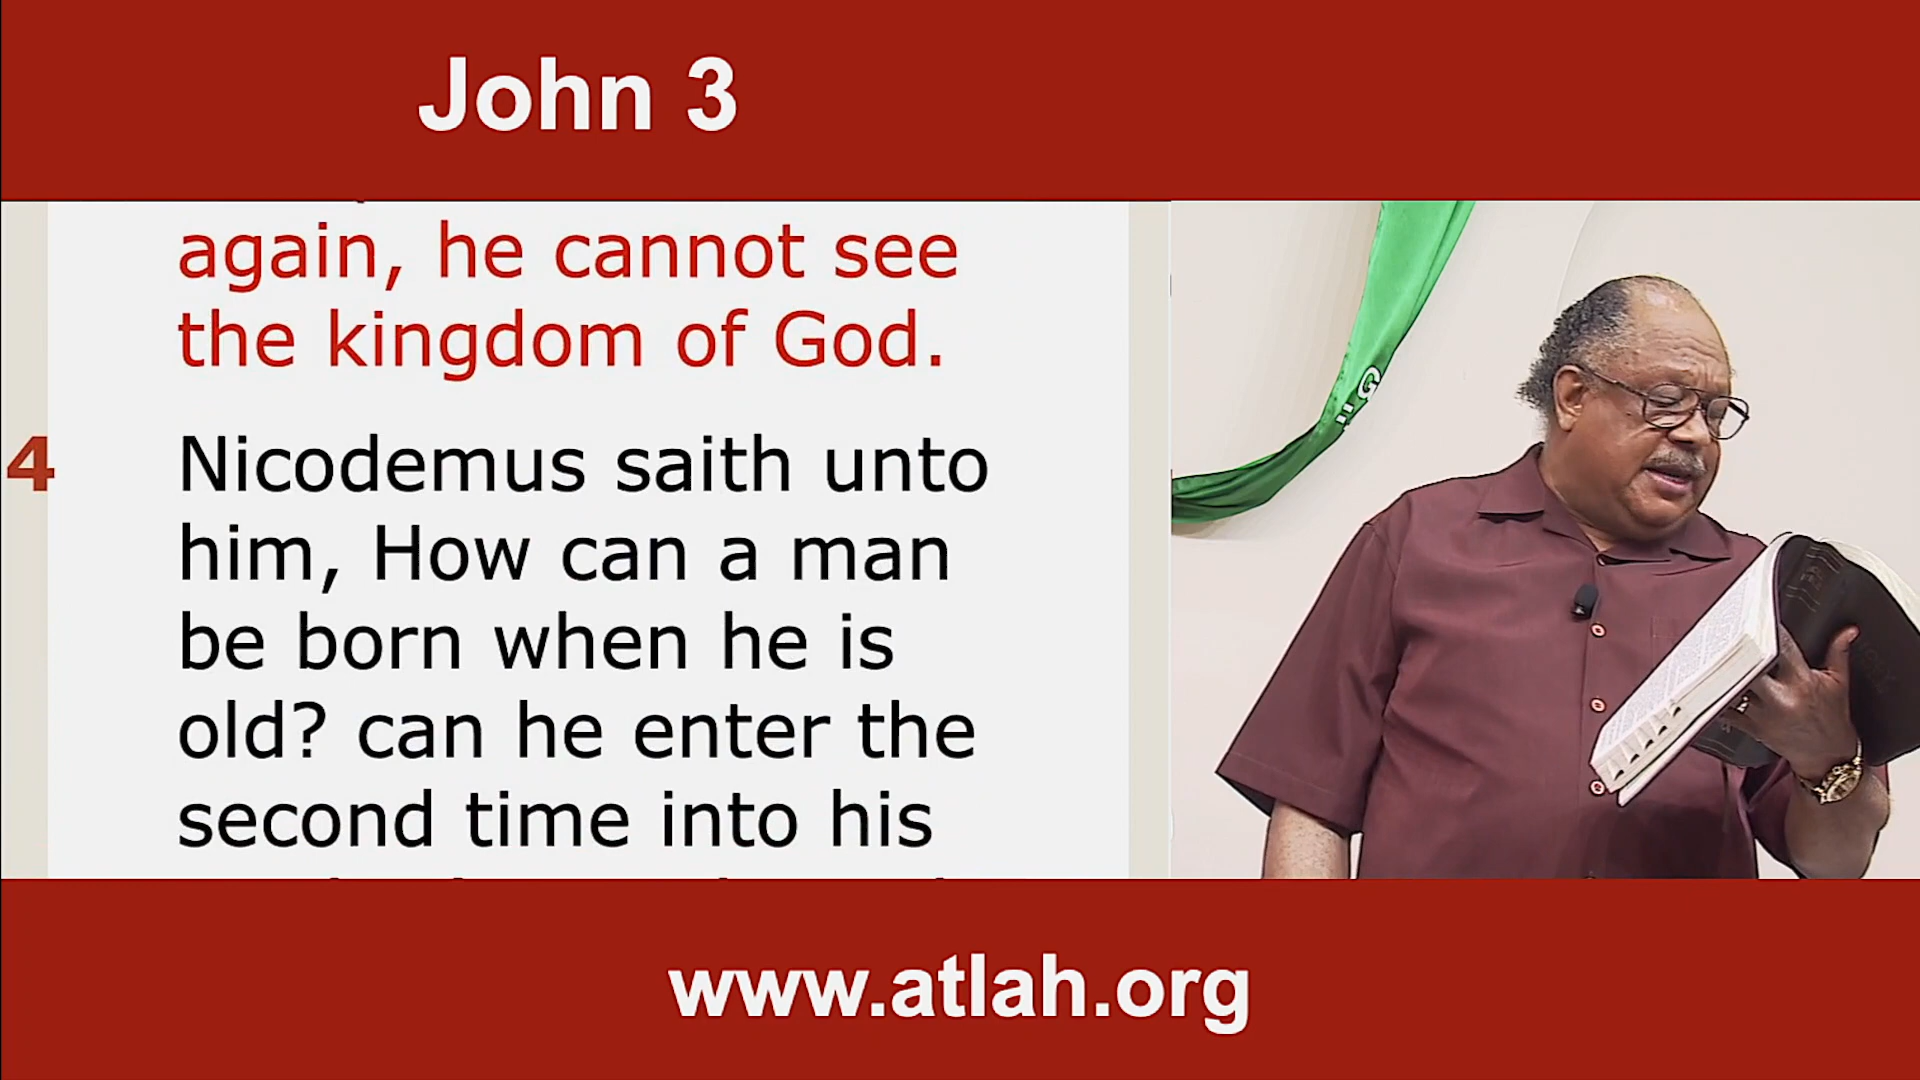 John 3
again, he cannot see
the kingdom of God.
4 Nicodemus saith unto
him, How can a man
be born when he is
old? can he enter the
second time into his
G
www.atlah.org